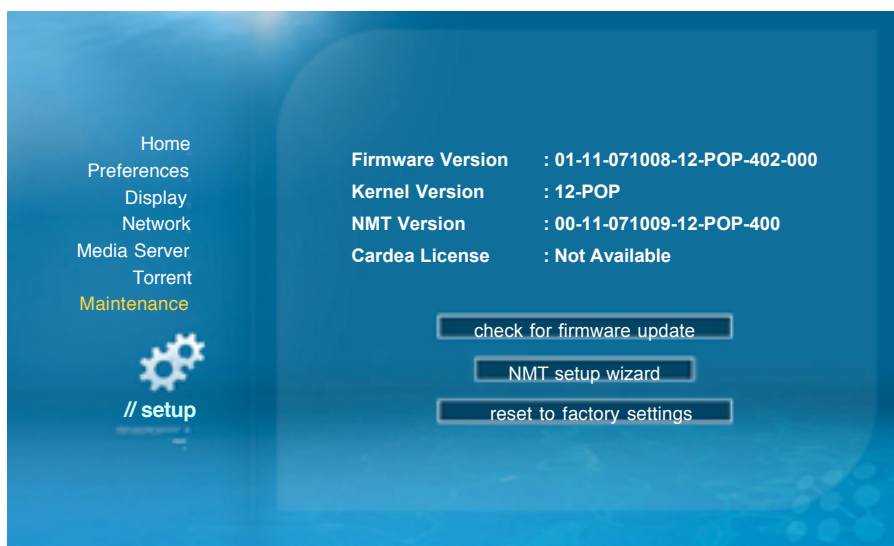 Home
Preferences
Display
Network
Media Server
Torrent
Maintenance
// setup
Firmware Version : 01-11-071008-12-POP-402-000
Kernel Version : 12-POP
NMT Version : 00-11-071009-12-POP-400
Cardea License : Not Available
check for firmware update
NMT setup wizard
reset to factory settings